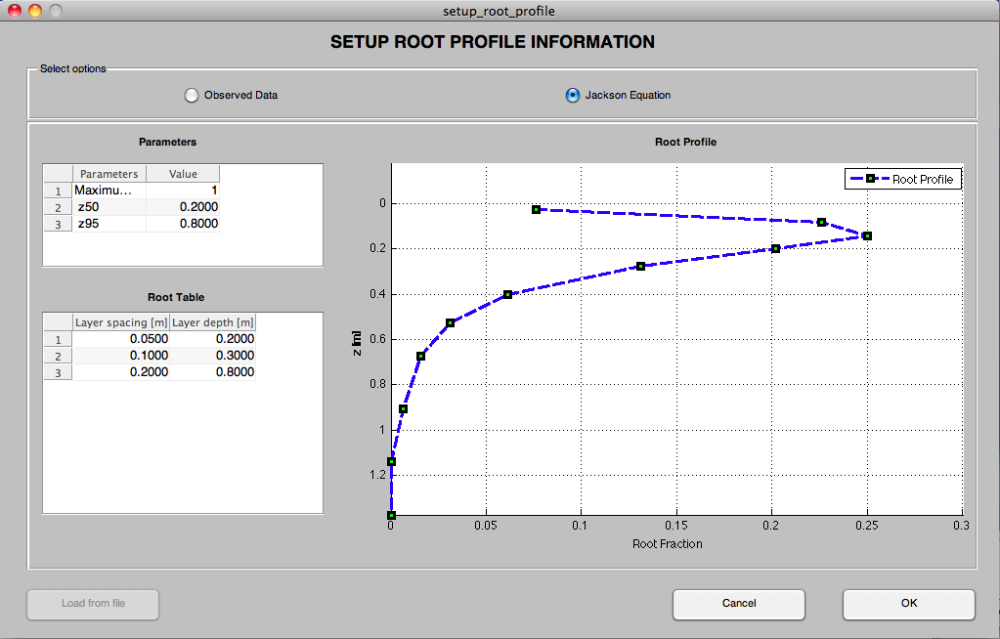 setup_root_profile
SETUP ROOT PROFILE INFORMATION
Select options
Observed Data
Jackson Equation
Parameters
Parameters Value
1 Maximu... 1
2 z50 0.2000
3 z95 0.8000
Root Table
Layer spacing [m] Layer depth [m]
1 0.0500 0.2000
2 0.1000 0.3000
3 0.2000 0.8000
Root Profile
Root Profile
0
0.2
0.4
0.6
0.8
1
1.2
z [m]
0 0.05 0.1 0.15 0.2 0.25 0.3
Root Fraction
Load from file
Cancel
OK